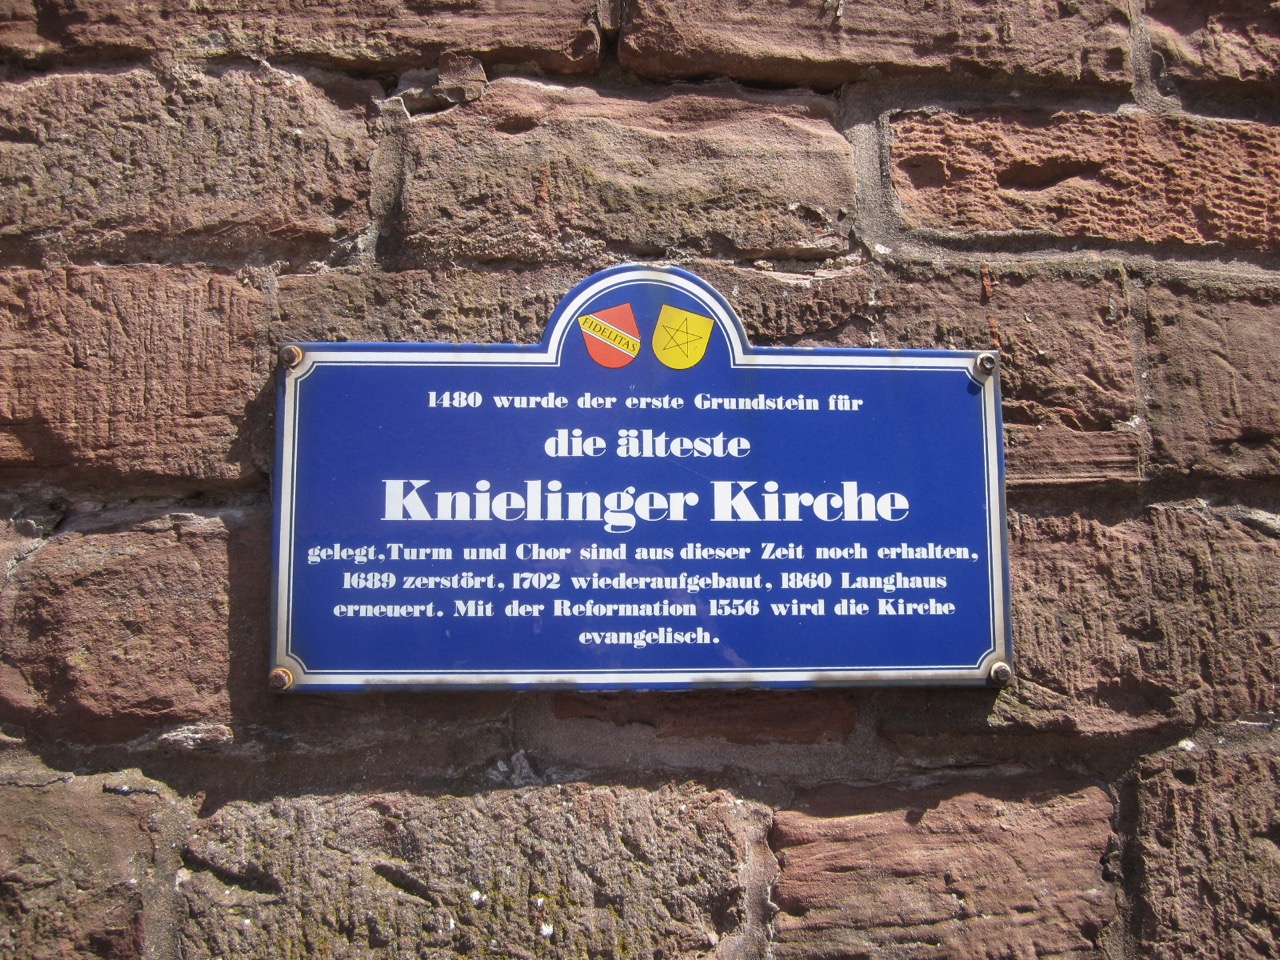 FIDELITAS
1480 wurde der erste Grundstein für
die älteste
Knielinger Kirche
gelegt,Turm und Chor sind aus dieser Zeit noch erhalten,
1689 zerstört, 1702 wiederaufgebaut, 1860 Langhaus
erneuert. Mit der Reformation 1556 wird die Kirche
evangelisch.